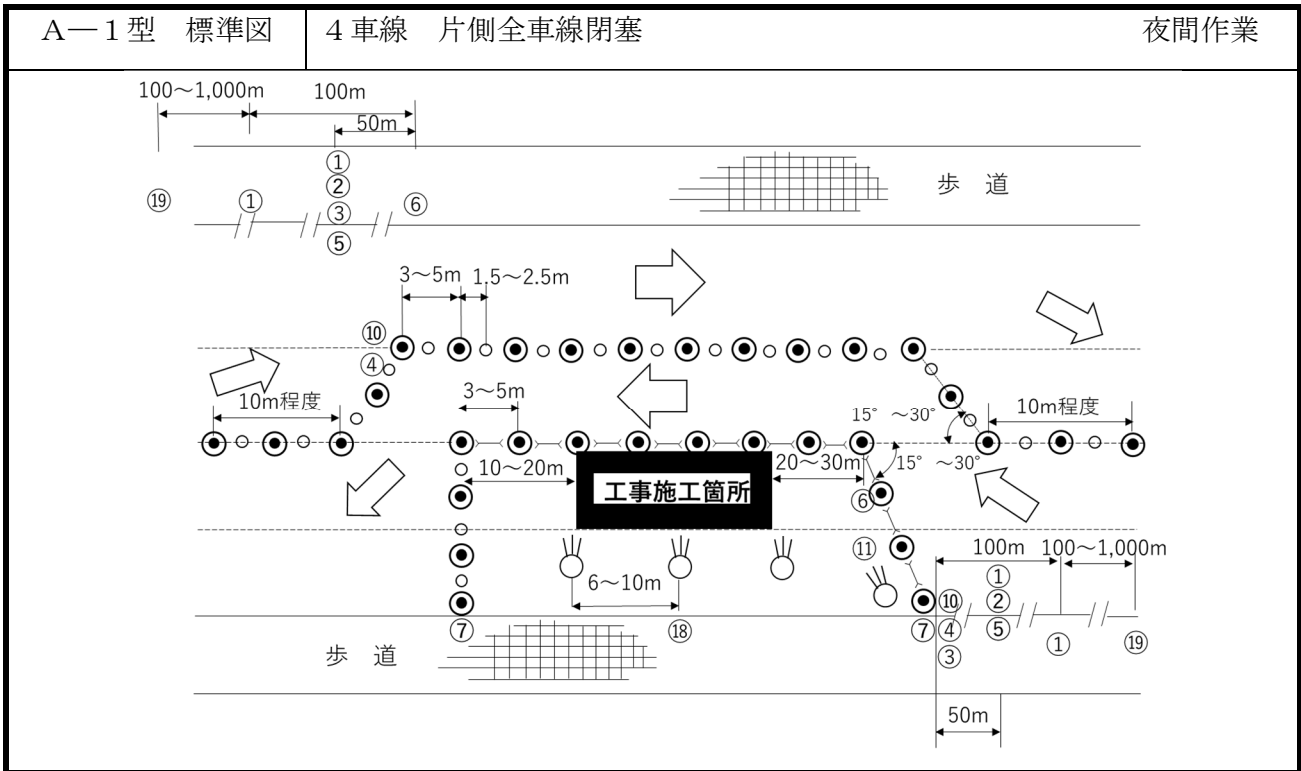 A―1型 標準図 4車線 片側全車線閉塞 夜間作業
100～1,000m 100m
50m
①
②
⑲ ① ③ ⑥ 歩 道
⑤
3～5m 1.5～2.5m
⑩
④
10m程度 3～5m 15° ～30° 10m程度
10～20m 20～30m 15° ～30°
工事施工箇所 ⑥
⑪ 100m 100～1,000m
6～10m ①
⑩ ②
⑦ ⑱ ⑦ ④ ⑤ ① ⑲
歩 道 ③
50m